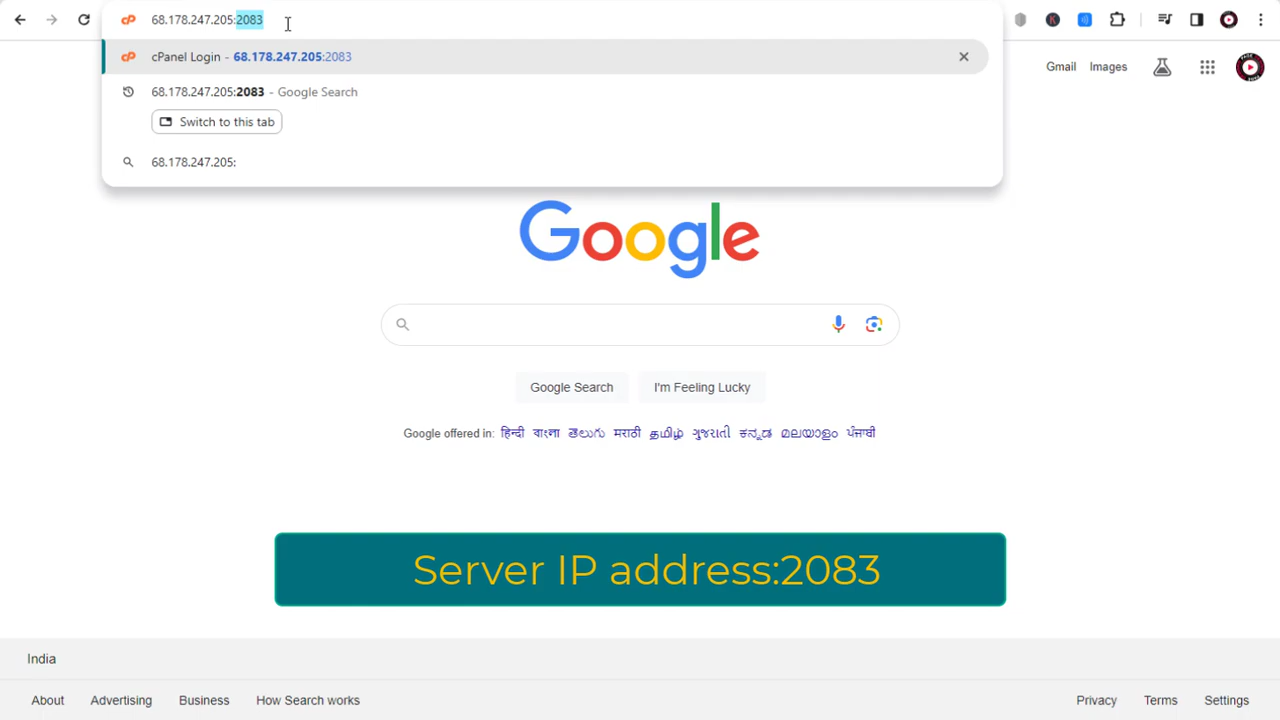 68.178.247.205:2083
cPanel Login - 68.178.247.205:2083
68.178.247.205:2083 - Google Search
Switch to this tab
68.178.247.205:
Gmail Images
Google
Google Search I'm Feeling Lucky
Google offered in: हिन्दी বাংলা తెలుగు मराठी தமிழ் ગુજરાતી ಕನ್ನಡ മലയാളം ਪੰਜਾਬੀ
Server IP address:2083
India
About Advertising Business How Search works Privacy Terms Settings